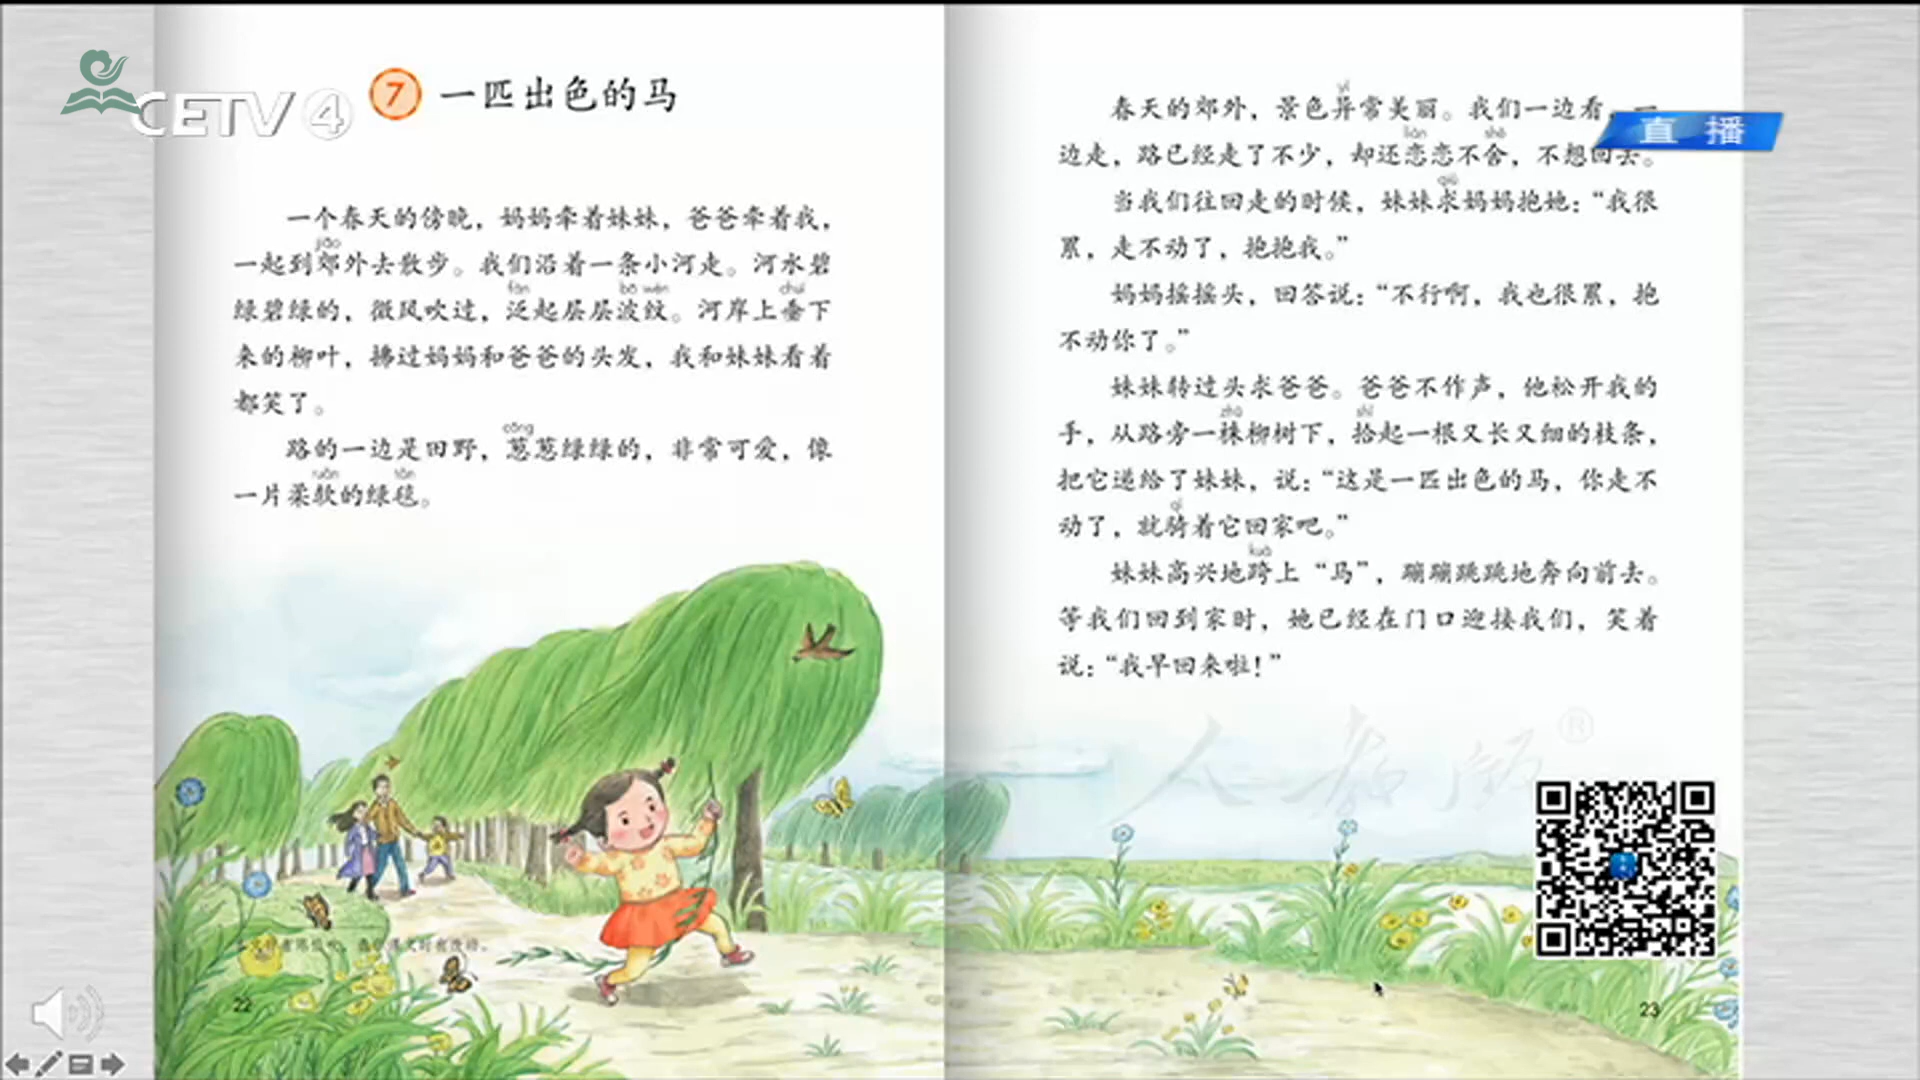 CETV 4
7 一匹出色的马
一个春天的傍晚，妈妈牵着妹妹，爸爸牵着我，
jiāo
一起到郊外去散步。我们沿着一条小河走。河水碧
fàn bō wén chuí
绿碧绿的，微风吹过，泛起层层波纹。河岸上垂下
来的柳叶，拂过妈妈和爸爸的头发，我和妹妹看着
都笑了。
cōng
路的一边是田野，葱葱绿绿的，非常可爱，像
ruǎn tǎn
一片柔软的绿毯。
22
yì
春天的郊外，景色异常美丽。我们一边看，一
liàn shě
边走，路已经走了不少，却还恋恋不舍，不想回去。
qiú
当我们往回走的时候，妹妹求妈妈抱她：“我很
累，走不动了，抱抱我。”
妈妈摇摇头，回答说：“不行啊，我也很累，抱
不动你了。”
妹妹转过头求爸爸。爸爸不作声，他松开我的
zhū shí
手，从路旁一株柳树下，拾起一根又长又细的枝条，
把它递给了妹妹，说：“这是一匹出色的马，你走不
qí
动了，就骑着它回家吧。”
kuà
妹妹高兴地跨上“马”，蹦蹦跳跳地奔向前去。
等我们回到家时，她已经在门口迎接我们，笑着
说：“我早回来啦！”
人教版®
23
直播